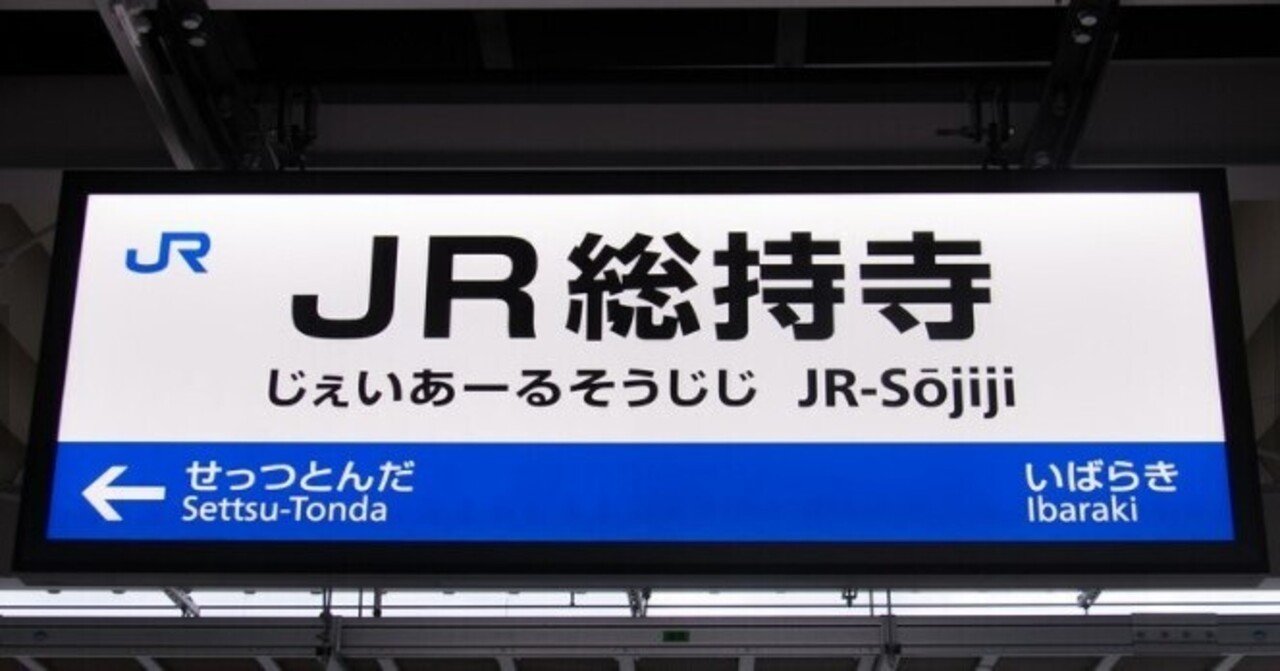 JR
JR総持寺
じぇいあーるそうじじ JR-Sōjiji
← せっつとんだ いばらき
Settsu-Tonda Ibaraki